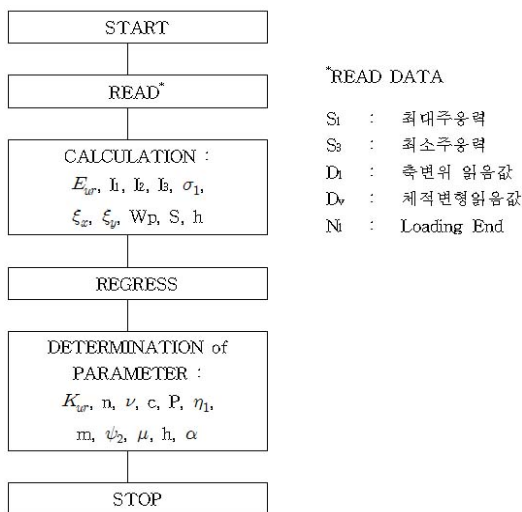 START
READ*
CALCULATION :
E_ur, I₁, I₂, I₃, σ₁,
ξ_x, ξ_y, Wp, S, h
REGRESS
DETERMINATION of
PARAMETER :
K_ur, n, ν, c, P, η₁,
m, ψ₂, μ, h, α
STOP
*READ DATA
S₁ : 최대주응력
S₃ : 최소주응력
D₁ : 축변위 읽음값
Dᵥ : 체적변형읽음값
N₁ : Loading End